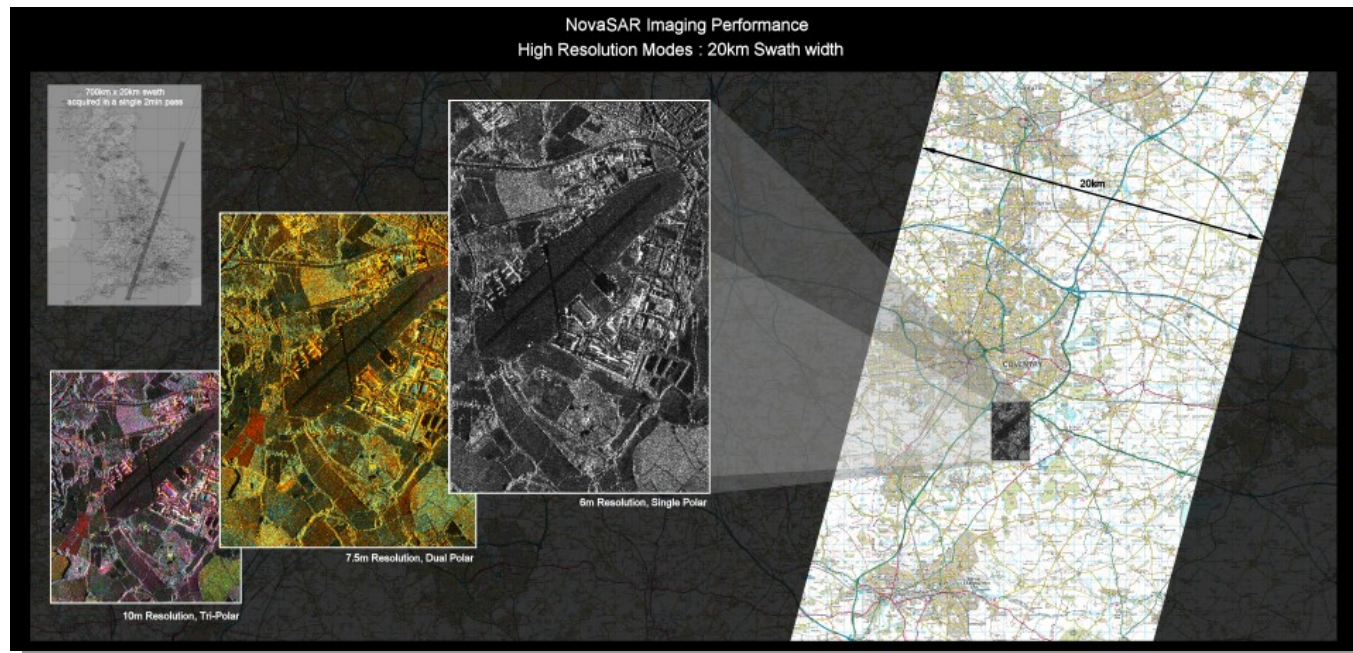 NovaSAR Imaging Performance
High Resolution Modes : 20km Swath width
700km x 20km swath
acquired in a single 2min pass
20km
COVENTRY
6m Resolution, Single Polar
7.5m Resolution, Dual Polar
10m Resolution, Tri-Polar